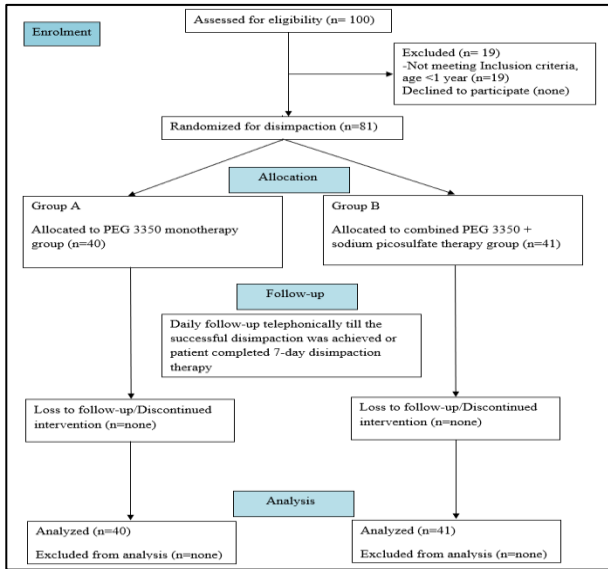 Assessed for eligibility (n= 100)
Enrolment
Excluded (n= 19)
-Not meeting Inclusion criteria,
age <1 year (n=19)
Declined to participate (none)
Randomized for disimpaction (n=81)
Allocation
Group A
Allocated to PEG 3350 monotherapy
group (n=40)
Group B
Allocated to combined PEG 3350 +
sodium picosulfate therapy group (n=41)
Follow-up
Daily follow-up telephonically till the
successful disimpaction was achieved or
patient completed 7-day disimpaction
therapy
Loss to follow-up/Discontinued
intervention (n=none)
Loss to follow-up/Discontinued
intervention (n=none)
Analysis
Analyzed (n=40)
Excluded from analysis (n=none)
Analyzed (n=41)
Excluded from analysis (n=none)